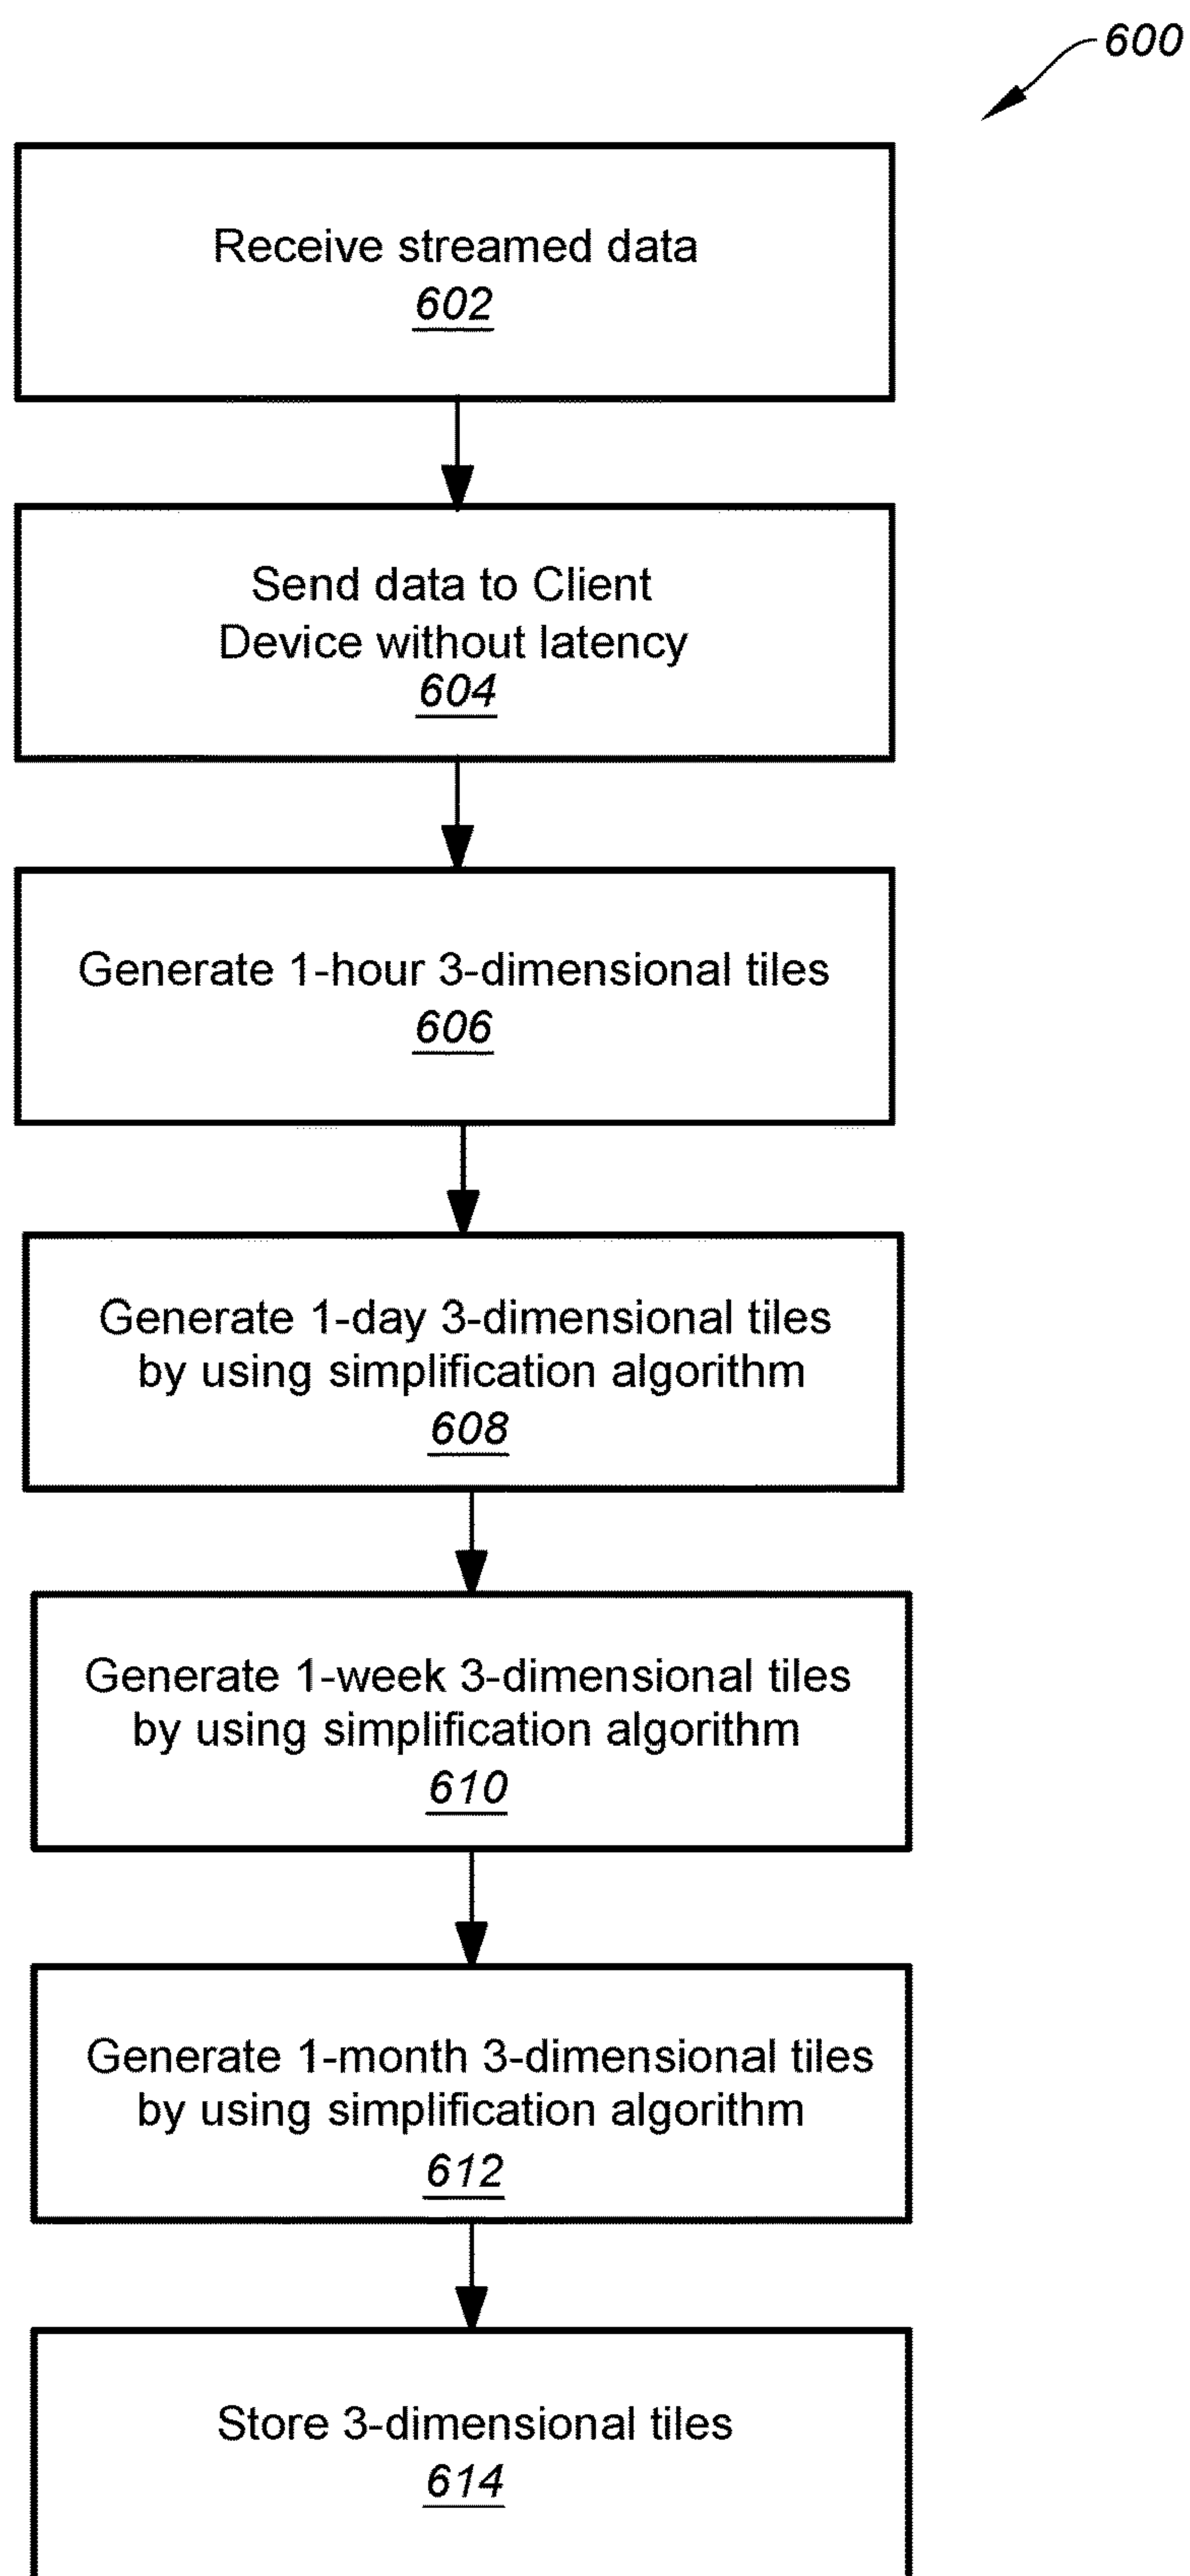 600
Receive streamed data
602
Send data to Client
Device without latency
604
Generate 1-hour 3-dimensional tiles
606
Generate 1-day 3-dimensional tiles
by using simplification algorithm
608
Generate 1-week 3-dimensional tiles
by using simplification algorithm
610
Generate 1-month 3-dimensional tiles
by using simplification algorithm
612
Store 3-dimensional tiles
614